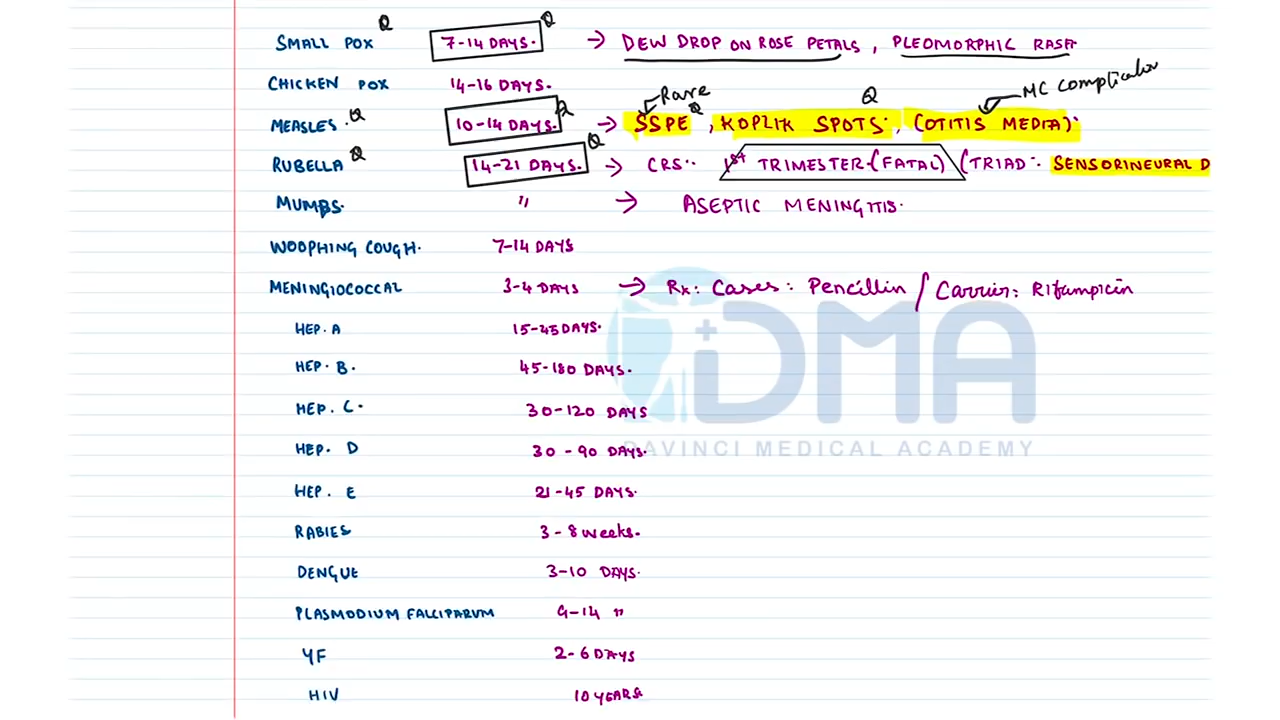 SMALL POX Q 7-14 DAYS. Q → DEW DROP ON ROSE PETALS, PLEOMORPHIC RASH
CHICKEN POX 14-16 DAYS.
Rare Q MC Complication
MEASLES. Q 10-14 DAYS. Q → SSPE Q, KOPLIK SPOTS., (OTITIS MEDIA).
RUBELLA Q 14-21 DAYS. Q → CRS:. 1st TRIMESTER-(FATAL) (TRIAD:. SENSORINEURAL D
MUMBS. " → ASEPTIC MENINGITIS.
WOOPHING COUGH. 7-14 DAYS
MENINGIOCOCCAL 3-4 DAYS → Rx: Cases: Pencillin / Carrier: Rifampicin
HEP. A 15-45 DAYS.
HEP. B. 45-180 DAYS.
HEP. C. 30-120 DAYS
HEP. D 30-90 DAYS.
HEP. E 21-45 DAYS.
RABIES 3-8 weeks.
DENGUE 3-10 DAYS.
PLASMODIUM FALCIPARUM 9-14 "
YF 2-6 DAYS
HIV 10 YEARS
DMA
DAVINCI MEDICAL ACADEMY